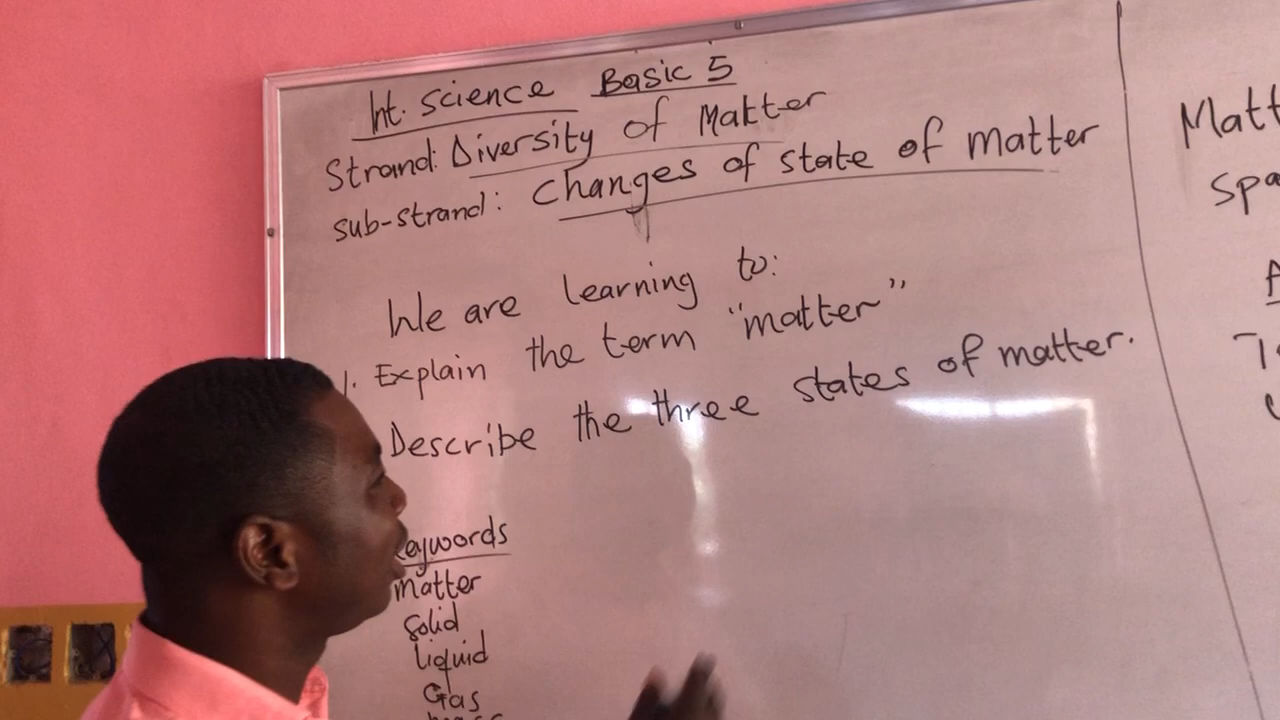 Int. Science Basic 5
Strand: Diversity of Matter
Sub-strand: Changes of state of matter
We are learning to:
1. Explain the term "matter"
Describe the three states of matter.
Keywords
matter
Solid
Liquid
Gas
mass
Matt
Spa